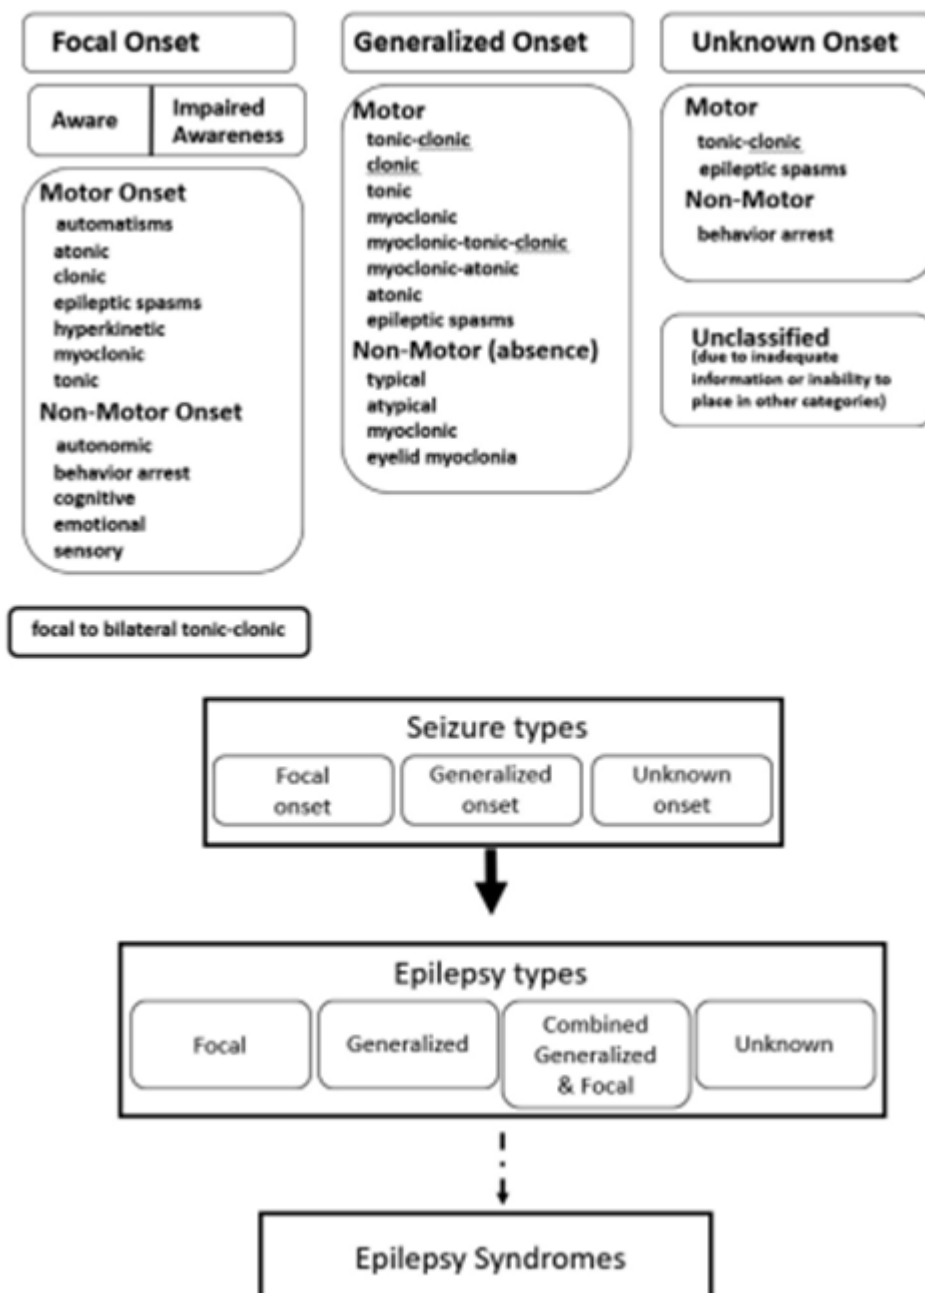 Focal Onset
Aware
Impaired
Awareness
Motor Onset
automatisms
atonic
clonic
epileptic spasms
hyperkinetic
myoclonic
tonic
Non-Motor Onset
autonomic
behavior arrest
cognitive
emotional
sensory
focal to bilateral tonic-clonic
Generalized Onset
Motor
tonic-clonic
clonic
tonic
myoclonic
myoclonic-tonic-clonic
myoclonic-atonic
atonic
epileptic spasms
Non-Motor (absence)
typical
atypical
myoclonic
eyelid myoclonia
Unknown Onset
Motor
tonic-clonic
epileptic spasms
Non-Motor
behavior arrest
Unclassified
(due to inadequate
information or inability to
place in other categories)
Seizure types
Focal
onset
Generalized
onset
Unknown
onset
Epilepsy types
Focal
Generalized
Combined
Generalized
& Focal
Unknown
Epilepsy Syndromes